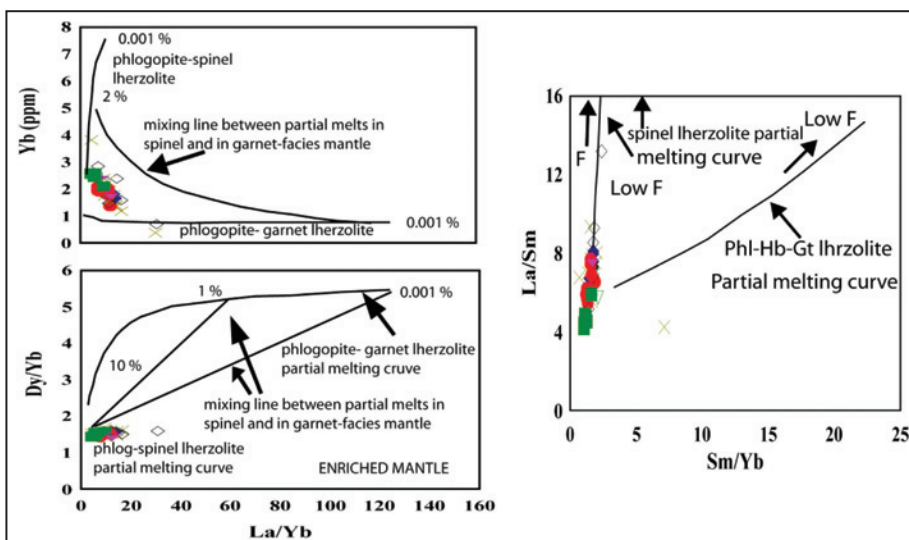 8
7
6
5
4
3
2
1
0
Yb (ppm)
0.001 %
phlogopite-spinel
lherzolite
2 %
mixing line between partial melts in
spinel and in garnet-facies mantle
0.001 %
phlogopite- garnet lherzolite
6
5
4
3
2
1
0
Dy/Yb
1 %
0.001 %
10 %
phlogopite- garnet lherzolite
partial melting cruve
mixing line between partial melts in
spinel and in garnet-facies mantle
phlog-spinel lherzolite
partial melting curve
ENRICHED MANTLE
0 20 40 60 80 100 120 140 160
La/Yb
16
12
8
4
0
La/Sm
spinel lherzolite partial
melting curve
F
Low F
Low F
Phl-Hb-Gt lhrzolite
Partial melting curve
0 5 10 15 20 25
Sm/Yb